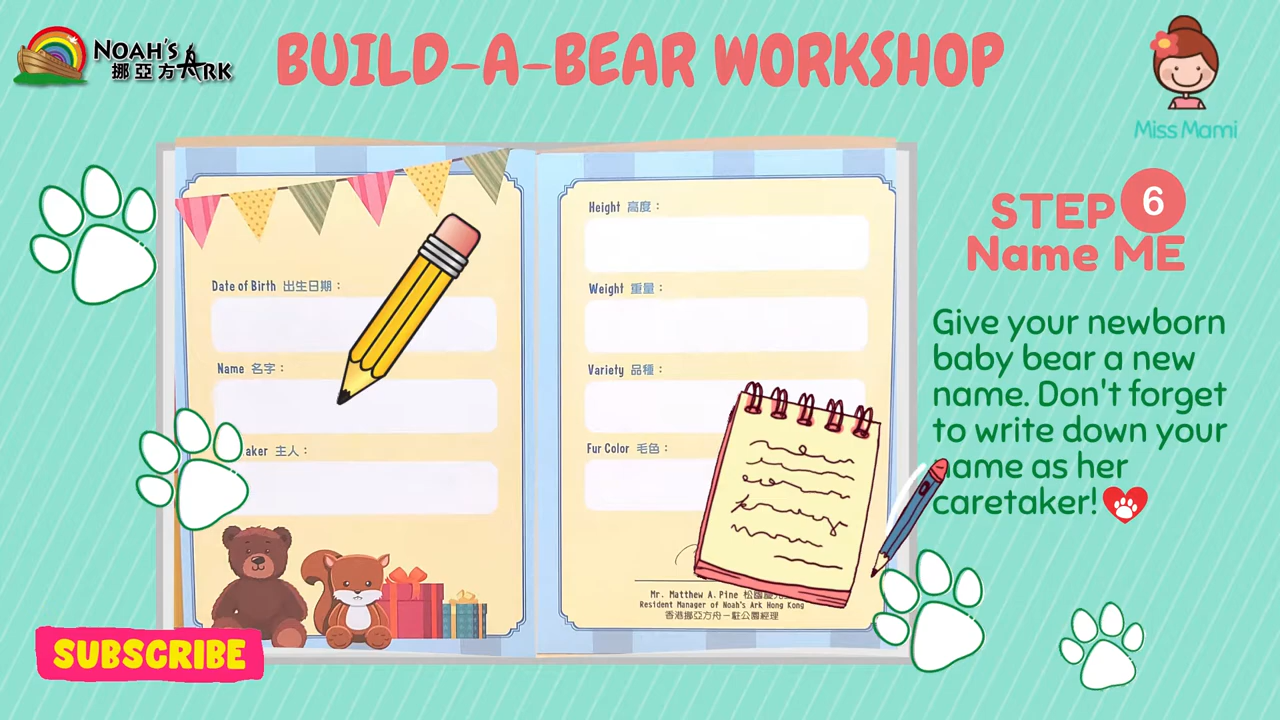 NOAH'S ARK
挪亞方
BUILD-A-BEAR WORKSHOP
Miss Mami
STEP 6
Name ME
Give your newborn
baby bear a new
name. Don't forget
to write down your
name as her
caretaker!
Date of Birth 出生日期：
Name 名字：
aker 主人：
Height 高度：
Weight 重量：
Variety 品種：
Fur Color 毛色：
Mr. Matthew A. Pine 松
Resident Manager of Noah's Ark Hong Kong
香港挪亞方舟－駐公園經理
SUBSCRIBE